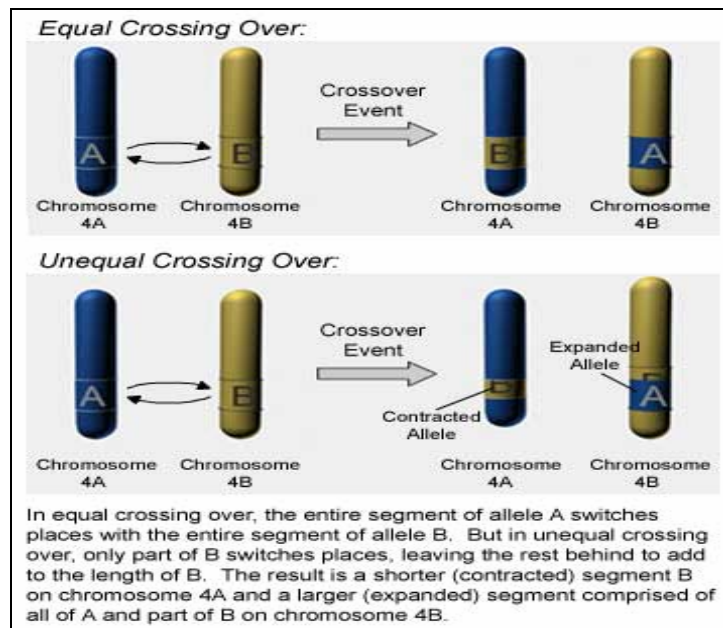 Equal Crossing Over:
Crossover
Event
A
B
B
A
Chromosome
4A
Chromosome
4B
Chromosome
4A
Chromosome
4B
Unequal Crossing Over:
Crossover
Event
Expanded
Allele
A
B
B
A
Contracted
Allele
Chromosome
4A
Chromosome
4B
Chromosome
4A
Chromosome
4B
In equal crossing over, the entire segment of allele A switches
places with the entire segment of allele B. But in unequal crossing
over, only part of B switches places, leaving the rest behind to add
to the length of B. The result is a shorter (contracted) segment B
on chromosome 4A and a larger (expanded) segment comprised of
all of A and part of B on chromosome 4B.